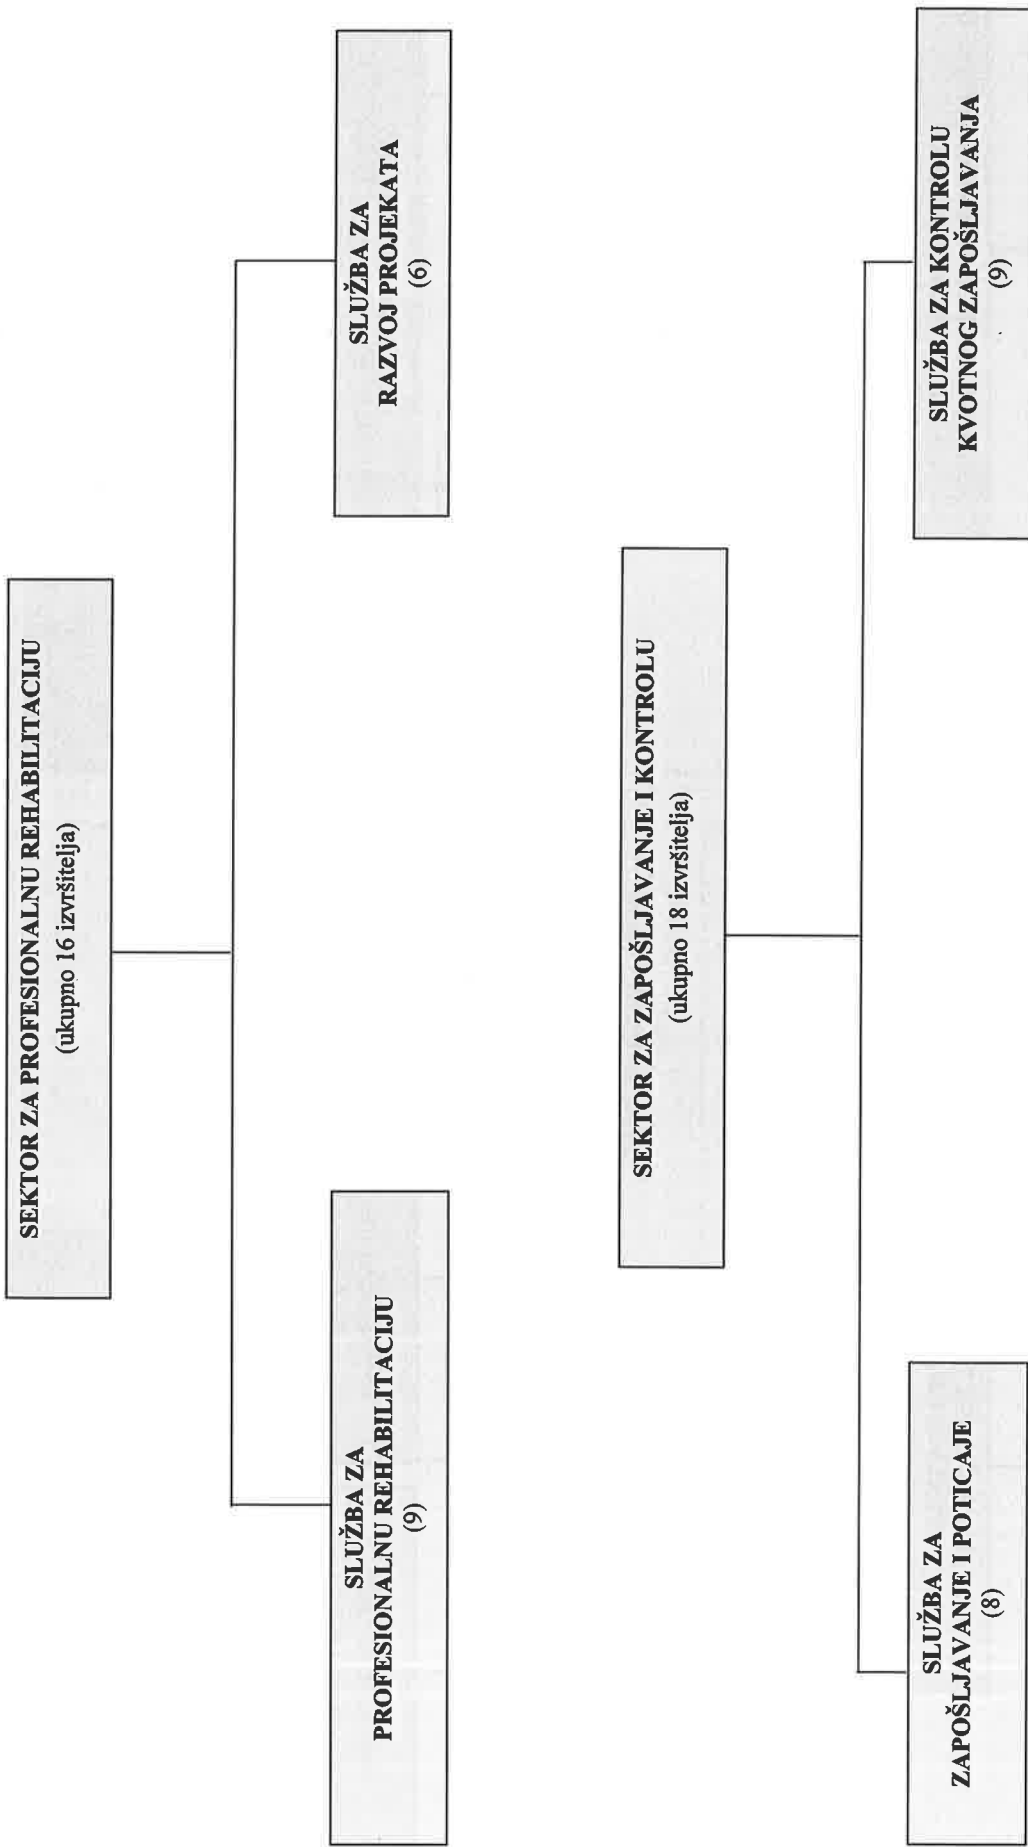 SEKTOR ZA PROFESIONALNU REHABILITACIJU
(ukupno 16 izvršitelja)
SLUŽBA ZA
PROFESIONALNU REHABILITACIJU
(9)
SLUŽBA ZA
RAZVOJ PROJEKATA
(6)
SEKTOR ZA ZAPOŠLJAVANJE I KONTROLU
(ukupno 18 izvršitelja)
SLUŽBA ZA
ZAPOŠLJAVANJE I POTICAJE
(8)
SLUŽBA ZA KONTROLU
KVOTNOG ZAPOŠLJAVANJA
(9)